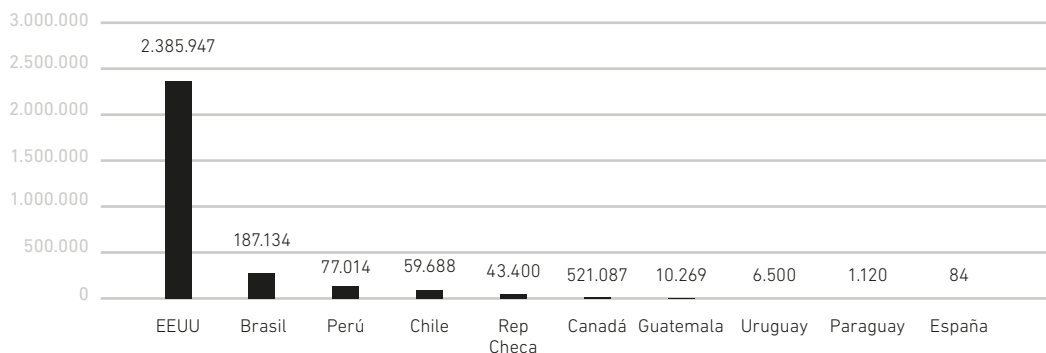 3.000.000
2.385.947
2.500.000
2.000.000
1.500.000
1.000.000
500.000
187.134
77.014
59.688
43.400
521.087
10.269
6.500
1.120
84
0
EEUU
Brasil
Perú
Chile
Rep
Checa
Canadá
Guatemala
Uruguay
Paraguay
España